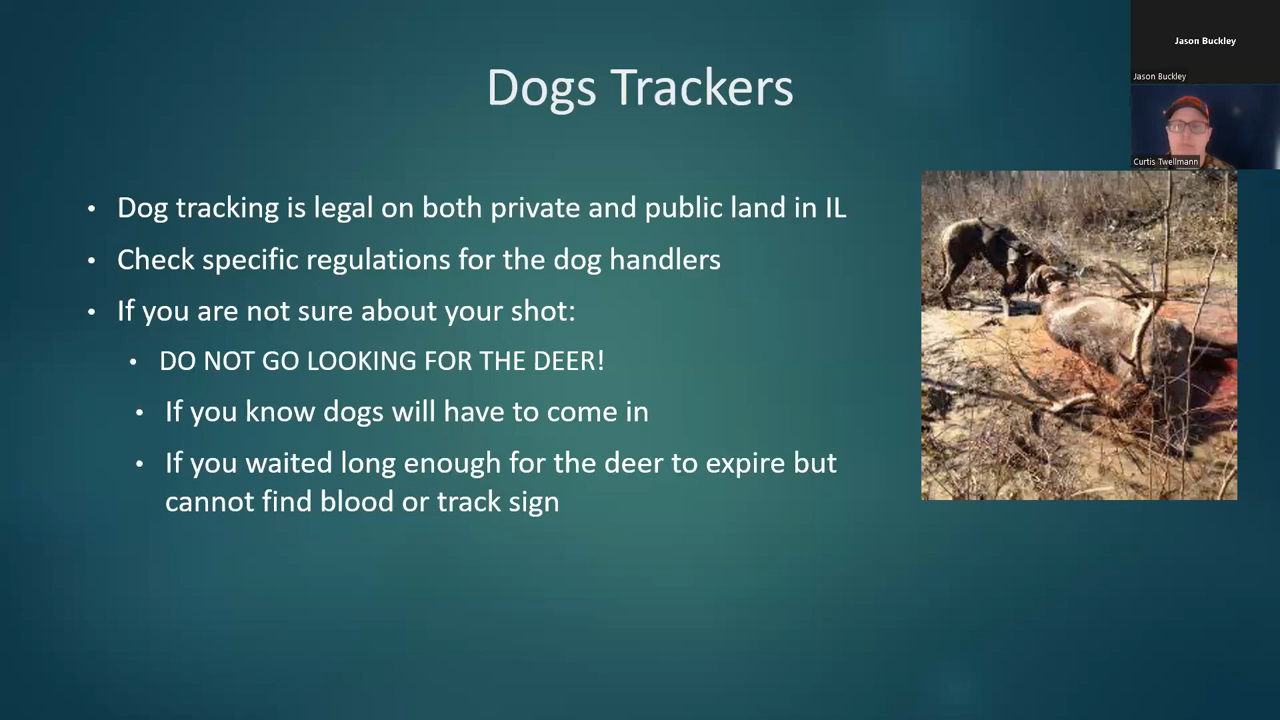 Dogs Trackers
Jason Buckley
Jason Buckley
Curtis Twellmann
• Dog tracking is legal on both private and public land in IL
• Check specific regulations for the dog handlers
• If you are not sure about your shot:
• DO NOT GO LOOKING FOR THE DEER!
• If you know dogs will have to come in
• If you waited long enough for the deer to expire but
cannot find blood or track sign